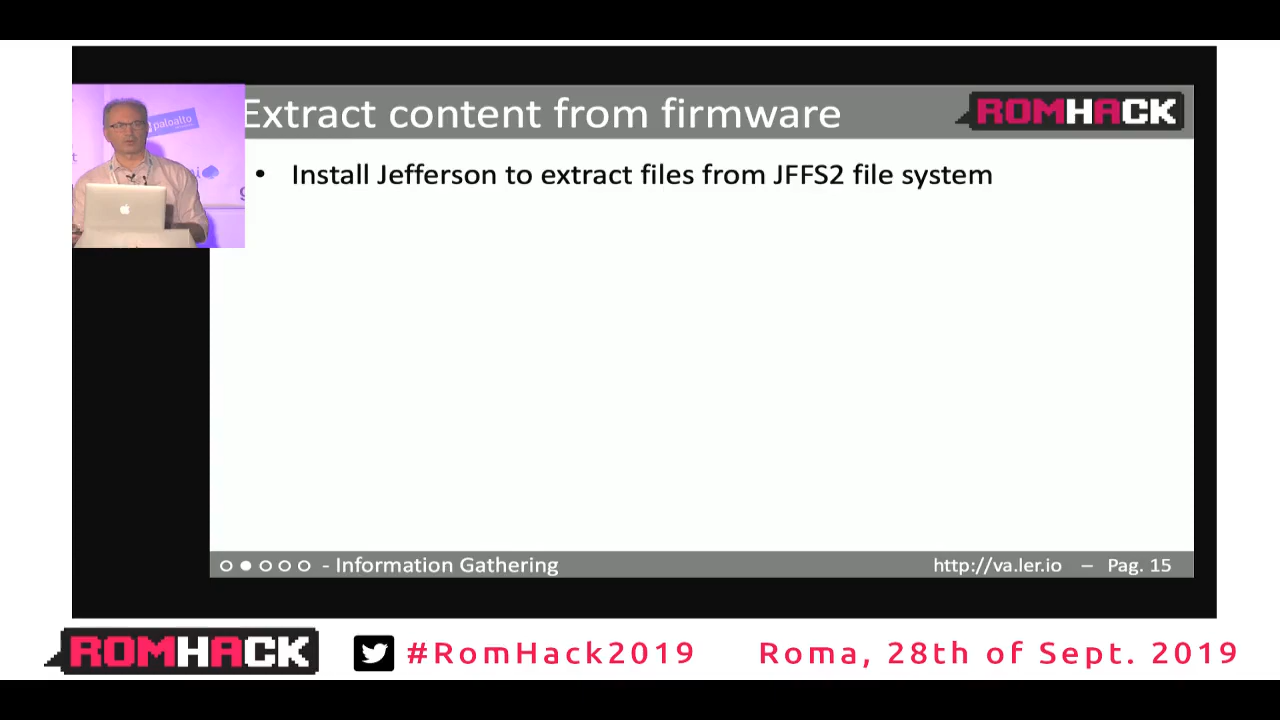 Extract content from firmware
ROMHACK
paloalto
• Install Jefferson to extract files from JFFS2 file system
- Information Gathering
http://va.ler.io – Pag. 15
ROMHACK
#RomHack2019
Roma, 28th of Sept. 2019